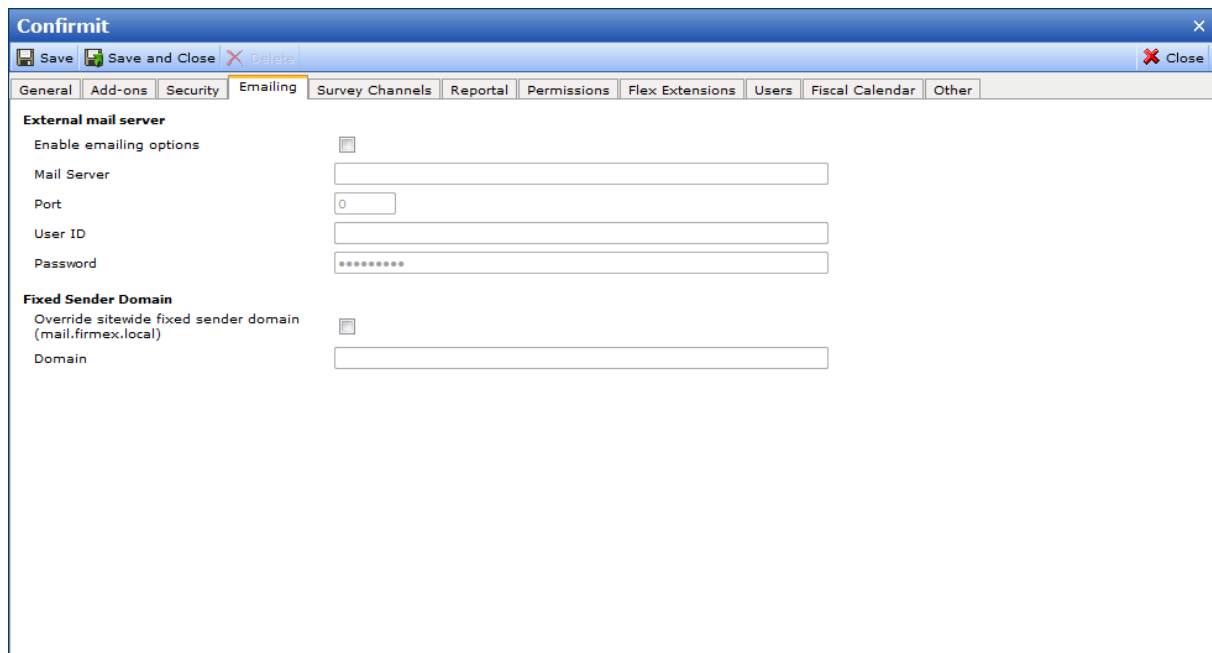 Confirmit
Save Save and Close Delete Close
General Add-ons Security Emailing Survey Channels Reportal Permissions Flex Extensions Users Fiscal Calendar Other
External mail server
Enable emailing options
Mail Server
Port 0
User ID
Password •••••••••
Fixed Sender Domain
Override sitewide fixed sender domain
(mail.firmex.local)
Domain